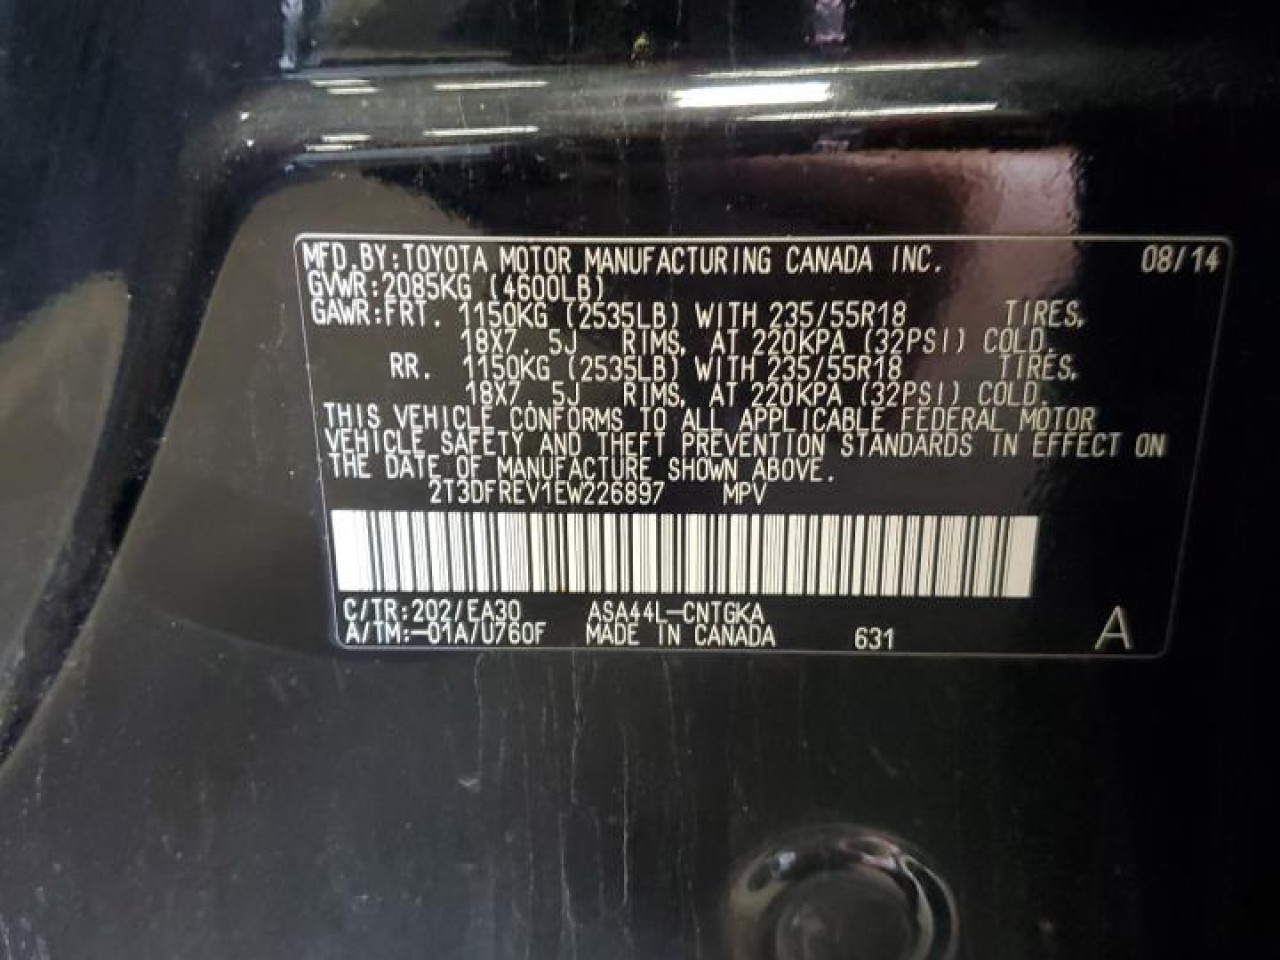 MFD.BY:TOYOTA MOTOR MANUFACTURING CANADA INC. 08/14
GVWR:2085KG (4600LB)
GAWR:FRT. 1150KG (2535LB) WITH 235/55R18 TIRES,
18X7. 5J RIMS, AT 220KPA (32PSI) COLD.
RR. 1150KG (2535LB) WITH 235/55R18 TIRES,
18X7. 5J RIMS, AT 220KPA (32PSI) COLD.
THIS VEHICLE CONFORMS TO ALL APPLICABLE FEDERAL MOTOR
VEHICLE SAFETY AND THEFT PREVENTION STANDARDS IN EFFECT ON
THE DATE OF MANUFACTURE SHOWN ABOVE.
2T3DFREV1EW226897 MPV
C/TR:202/EA30 ASA44L-CNTGKA
A/TM:-01A/U760F MADE IN CANADA 631 A